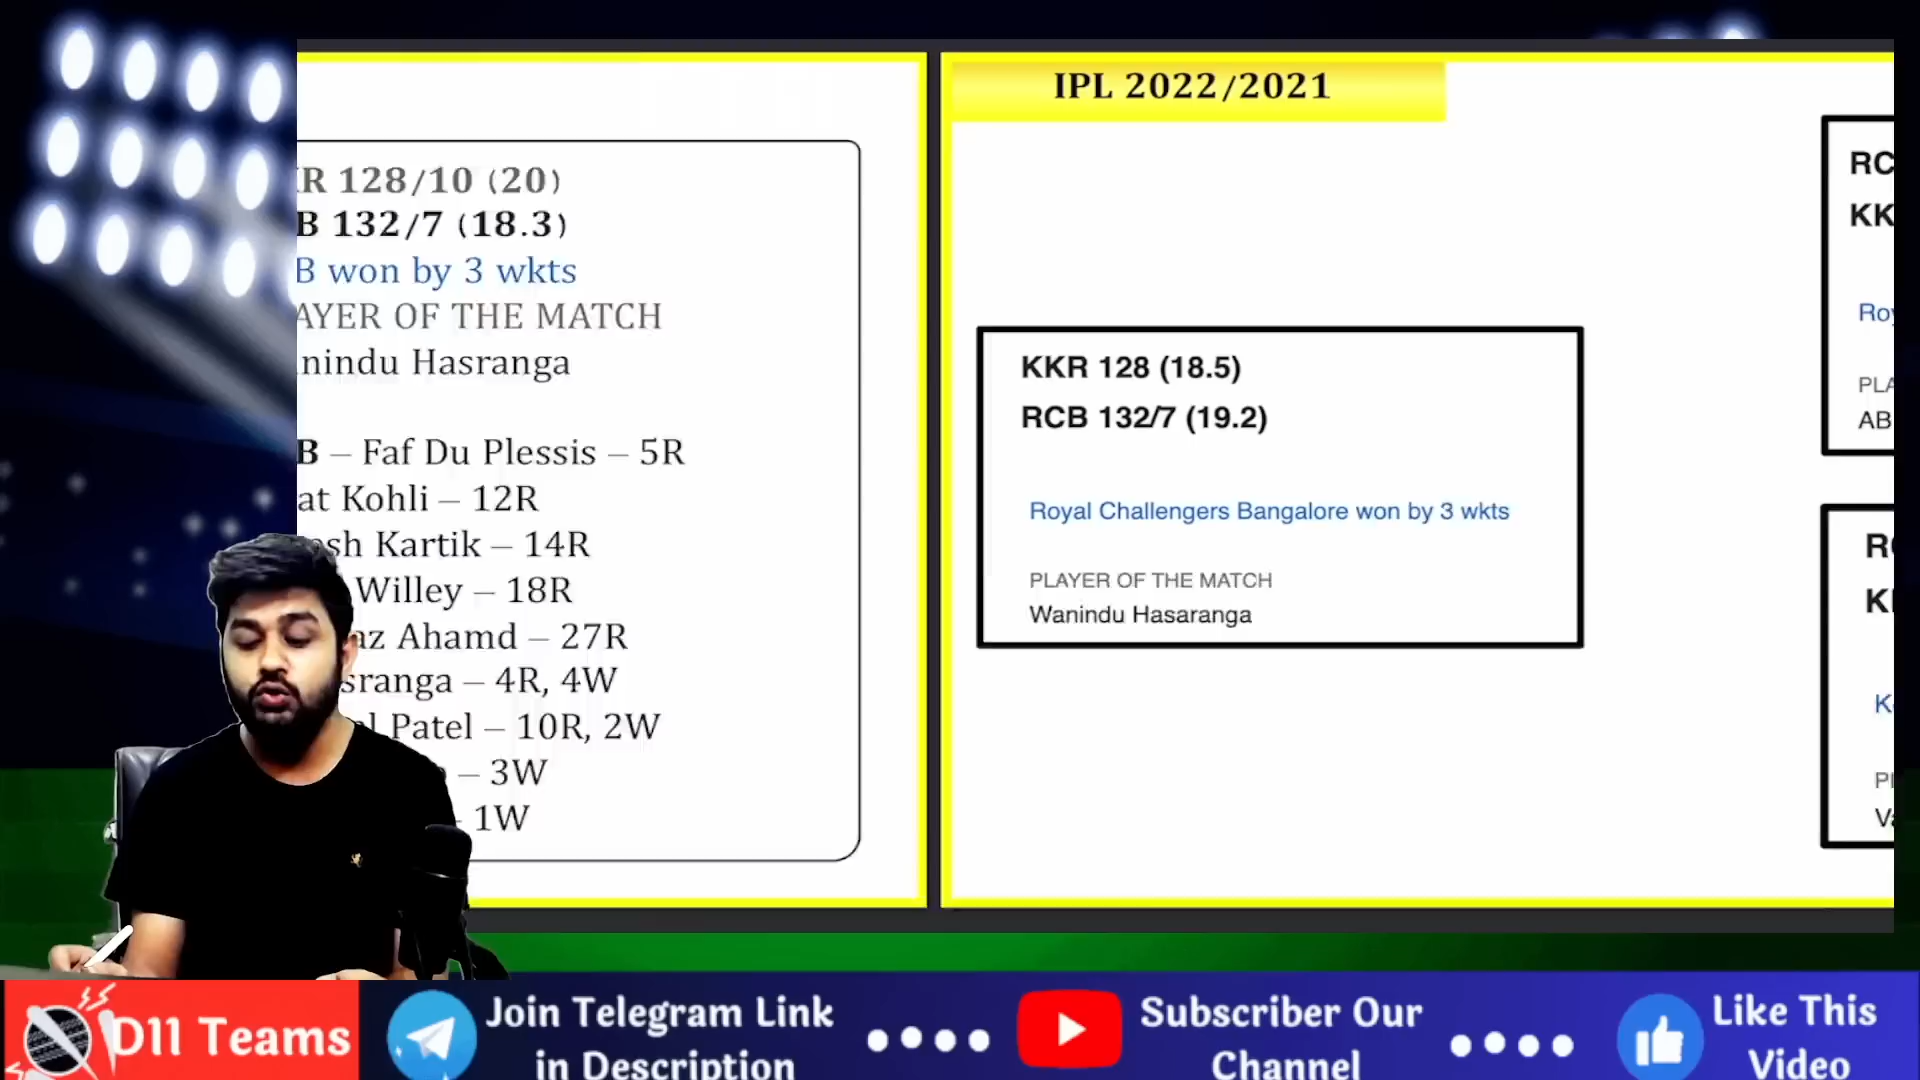 R 128/10 (20)
B 132/7 (18.3)
B won by 3 wkts
AYER OF THE MATCH
nindu Hasranga
B – Faf Du Plessis – 5R
at Kohli – 12R
esh Kartik – 14R
Willey – 18R
az Ahamd – 27R
sranga – 4R, 4W
al Patel – 10R, 2W
– 3W
- 1W
IPL 2022/2021
KKR 128 (18.5)
RCB 132/7 (19.2)
Royal Challengers Bangalore won by 3 wkts
PLAYER OF THE MATCH
Wanindu Hasaranga
RC
KK
Roy
PLA
AB
R
K
K
P
V
D11 Teams
Join Telegram Link
in Description
Subscriber Our
Channel
Like This
Video